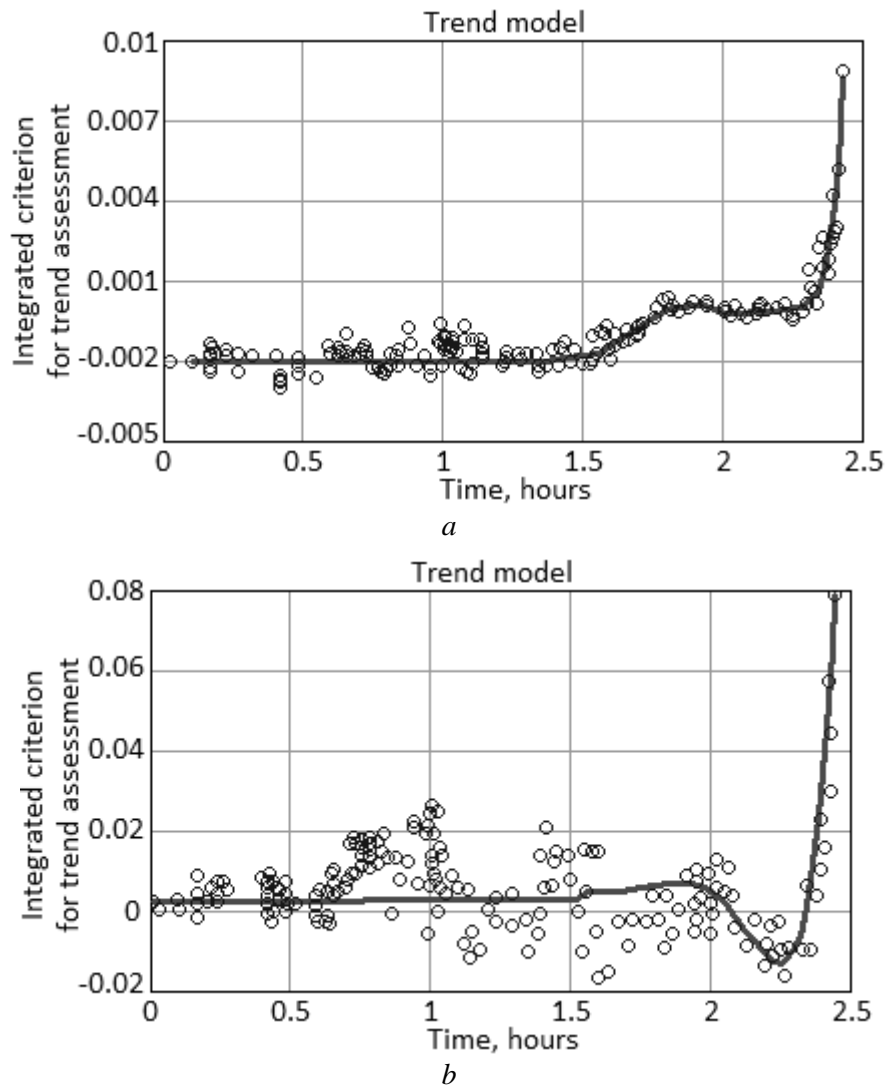 Trend model
0.01
0.007
0.004
0.001
-0.002
-0.005
Integrated criterion
for trend assessment
0 0.5 1 1.5 2 2.5
Time, hours
a
Trend model
0.08
0.06
0.04
0.02
0
-0.02
Integrated criterion
for trend assessment
0 0.5 1 1.5 2 2.5
Time, hours
b